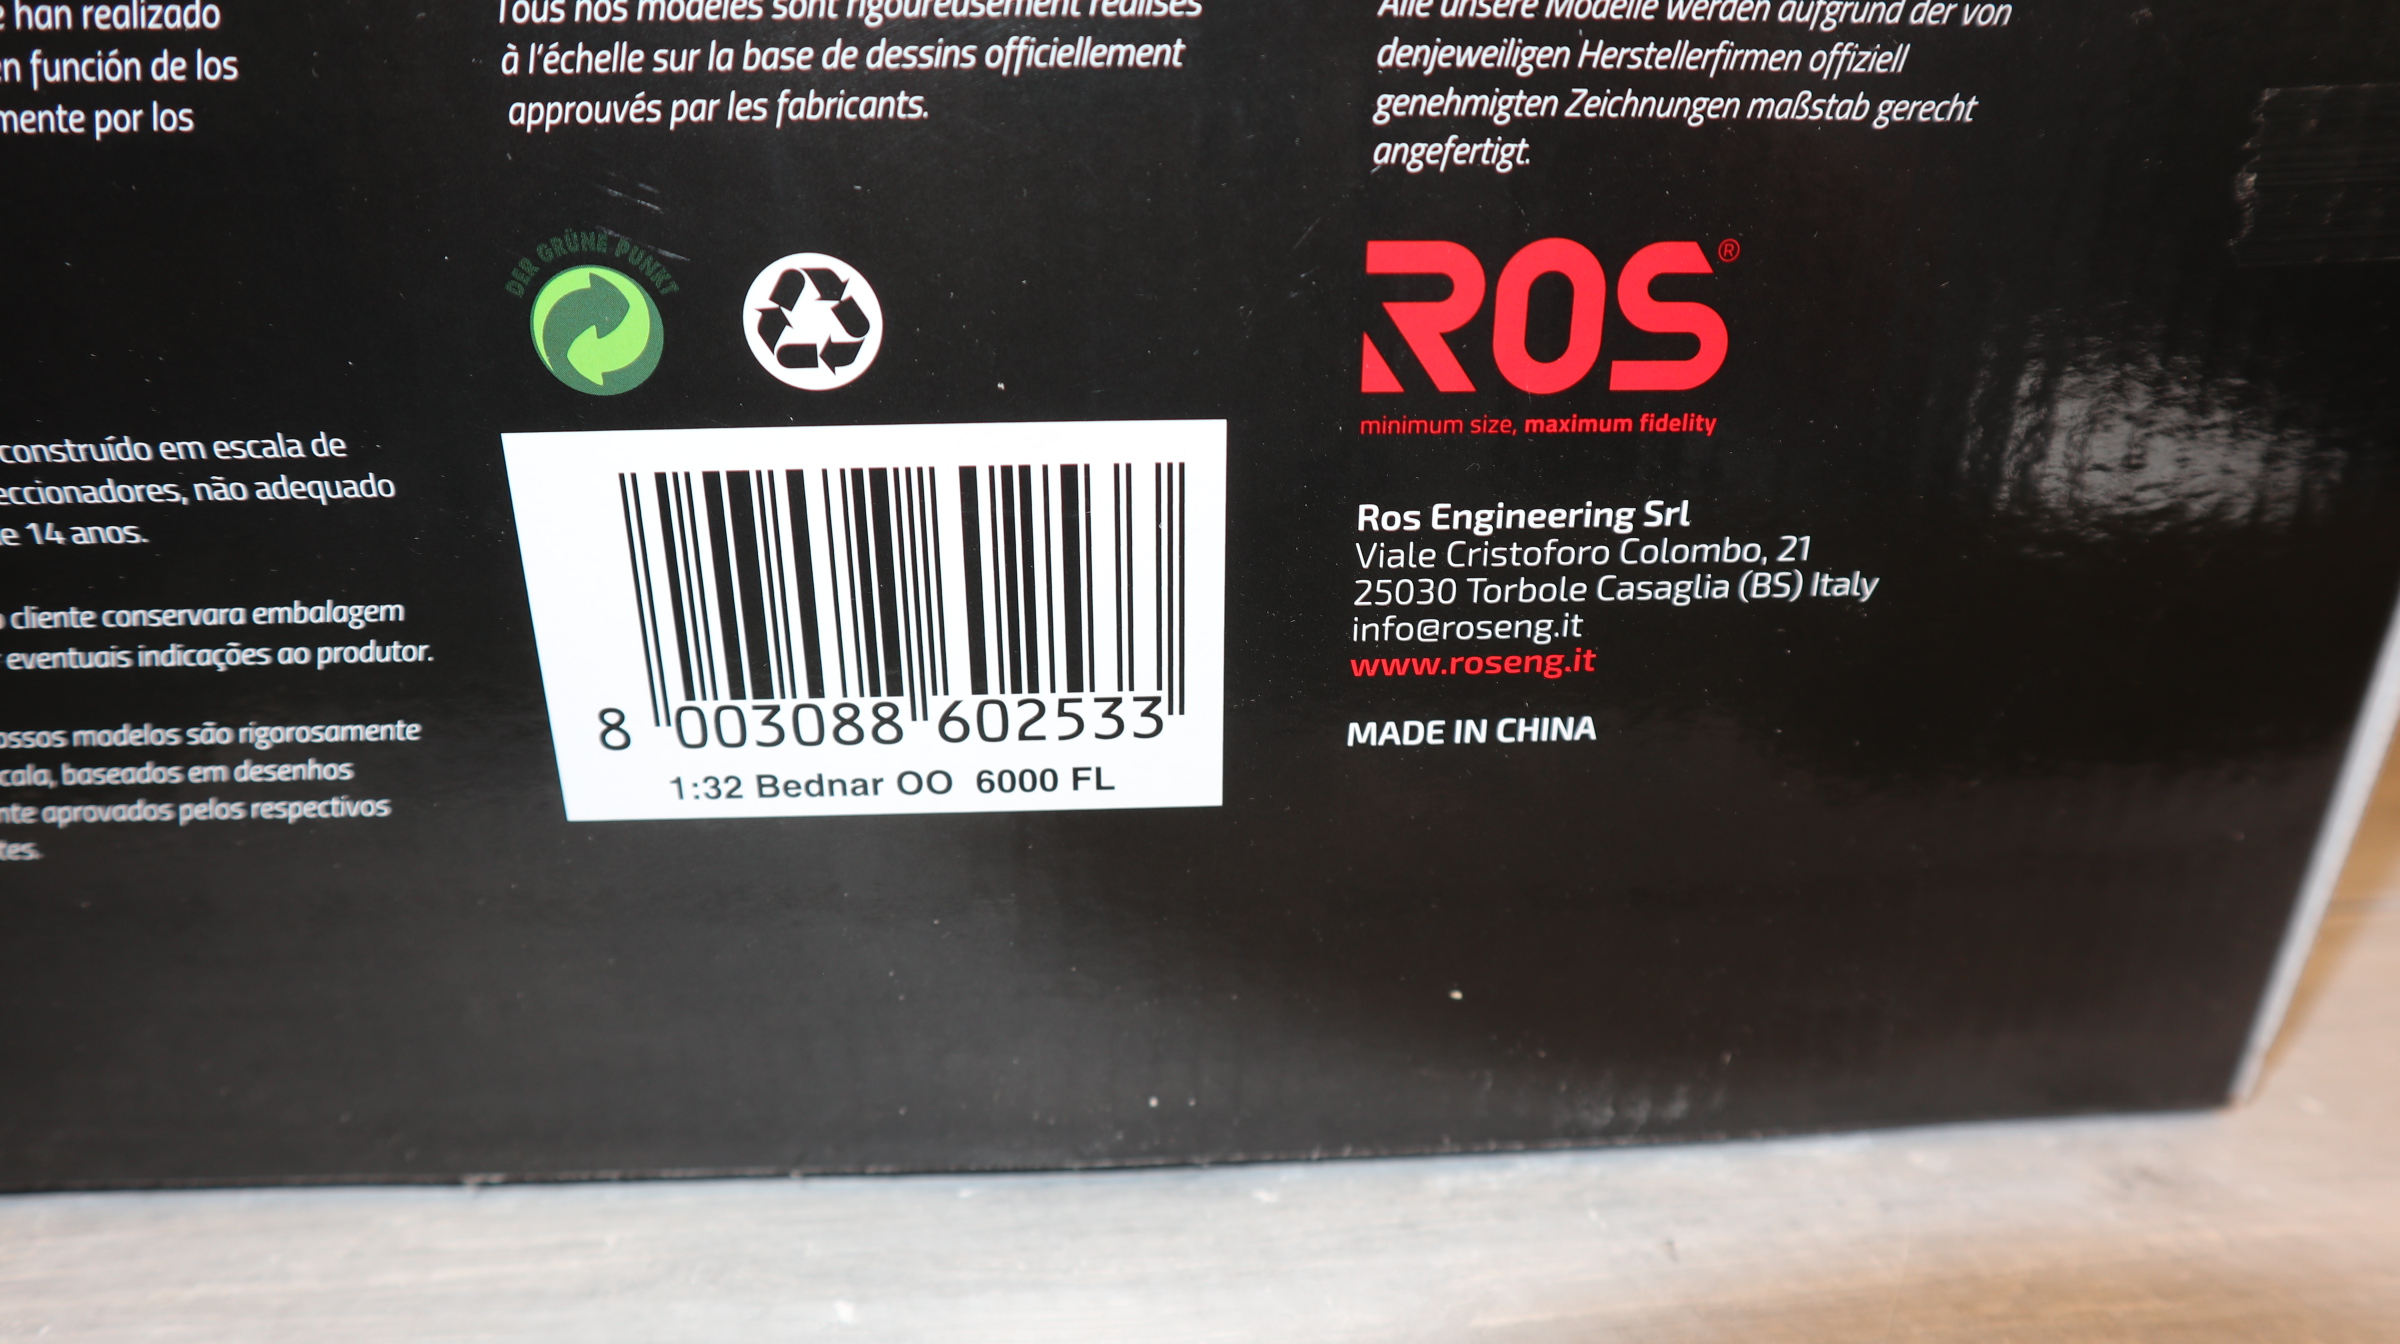 han realizado
en función de los
mente por los
construído em escala de
eccionadores, não adequado
e 14 anos.
cliente conservara embalagem
eventuais indicações ao produtor.
ossos modelos são rigorosamente
cala, baseados em desenhos
nte aprovados pelos respectivos
tes.
Tous nos modèles sont rigoureusement réalisés
à l'échelle sur la base de dessins officiellement
approuvés par les fabricants.
DER GRÜNE PUNKT
8 003088 602533
1:32 Bednar OO 6000 FL
Alle unsere Modelle werden aufgrund der von
denjeweiligen Herstellerfirmen offiziell
genehmigten Zeichnungen maßstab gerecht
angefertigt.
ROS®
minimum size, maximum fidelity
Ros Engineering Srl
Viale Cristoforo Colombo, 21
25030 Torbole Casaglia (BS) Italy
info@roseng.it
www.roseng.it
MADE IN CHINA